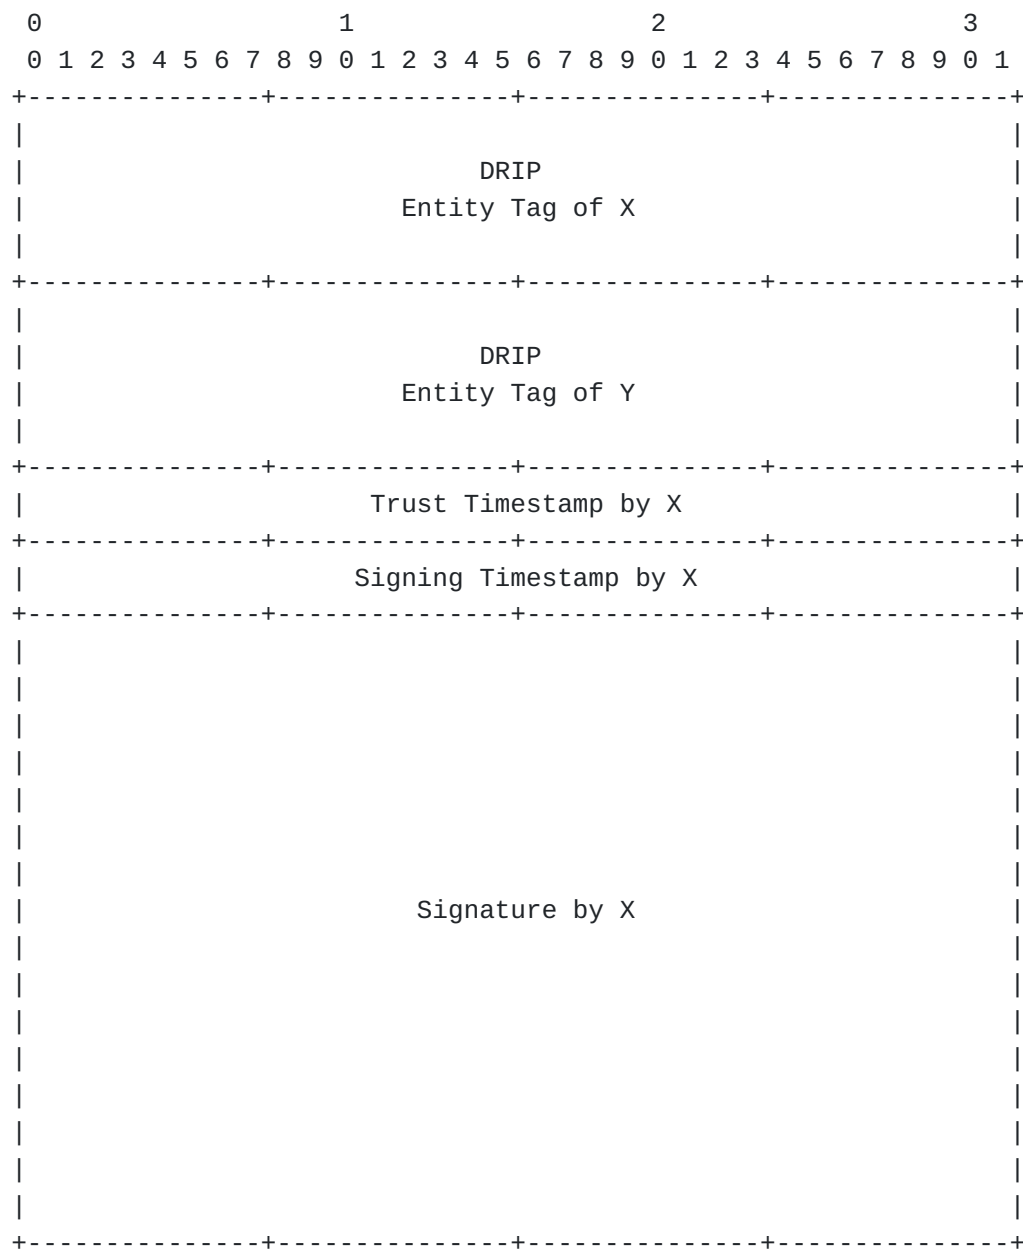 0                   1                   2                   3
0 1 2 3 4 5 6 7 8 9 0 1 2 3 4 5 6 7 8 9 0 1 2 3 4 5 6 7 8 9 0 1
+---------------+---------------+---------------+---------------+
|                                                               |
|                             DRIP                              |
|                        Entity Tag of X                        |
|                                                               |
+---------------+---------------+---------------+---------------+
|                                                               |
|                             DRIP                              |
|                        Entity Tag of Y                        |
|                                                               |
+---------------+---------------+---------------+---------------+
|                      Trust Timestamp by X                     |
+---------------+---------------+---------------+---------------+
|                     Signing Timestamp by X                    |
+---------------+---------------+---------------+---------------+
|                                                               |
|                                                               |
|                                                               |
|                                                               |
|                                                               |
|                                                               |
|                                                               |
|                         Signature by X                        |
|                                                               |
|                                                               |
|                                                               |
|                                                               |
|                                                               |
|                                                               |
|                                                               |
|                                                               |
+---------------+---------------+---------------+---------------+